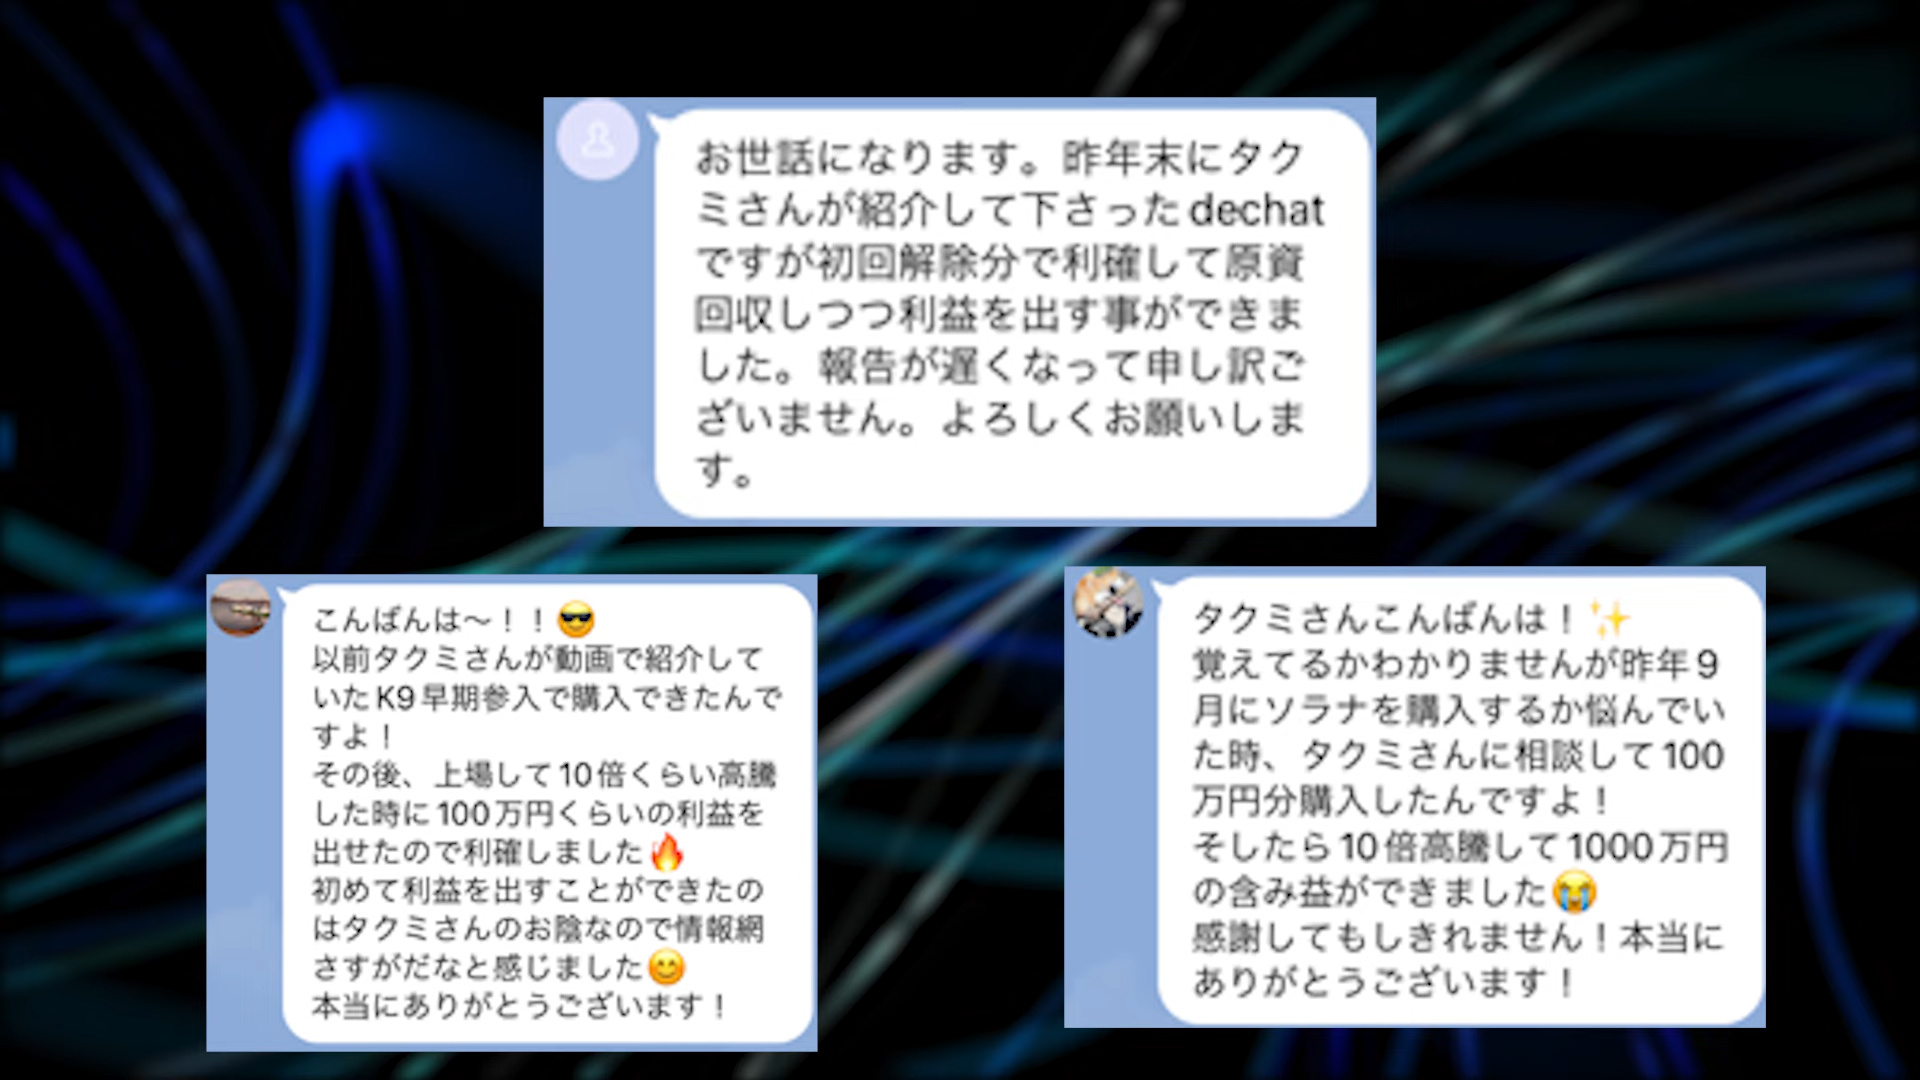 お世話になります。昨年末にタク
ミさんが紹介して下さったdechat
ですが初回解除分で利確して原資
回収しつつ利益を出す事ができま
した。報告が遅くなって申し訳ご
ざいません。よろしくお願いしま
す。
こんばんは〜！！😎
以前タクミさんが動画で紹介して
いたK9早期参入で購入できたんで
すよ！
その後、上場して10倍くらい高騰
した時に100万円くらいの利益を
出せたので利確しました🔥
初めて利益を出すことができたの
はタクミさんのお陰なので情報網
さすがだなと感じました😊
本当にありがとうございます！
タクミさんこんばんは！✨
覚えてるかわかりませんが昨年9
月にソラナを購入するか悩んでい
た時、タクミさんに相談して100
万円分購入したんですよ！
そしたら10倍高騰して1000万円
の含み益ができました😭
感謝してもしきれません！本当に
ありがとうございます！